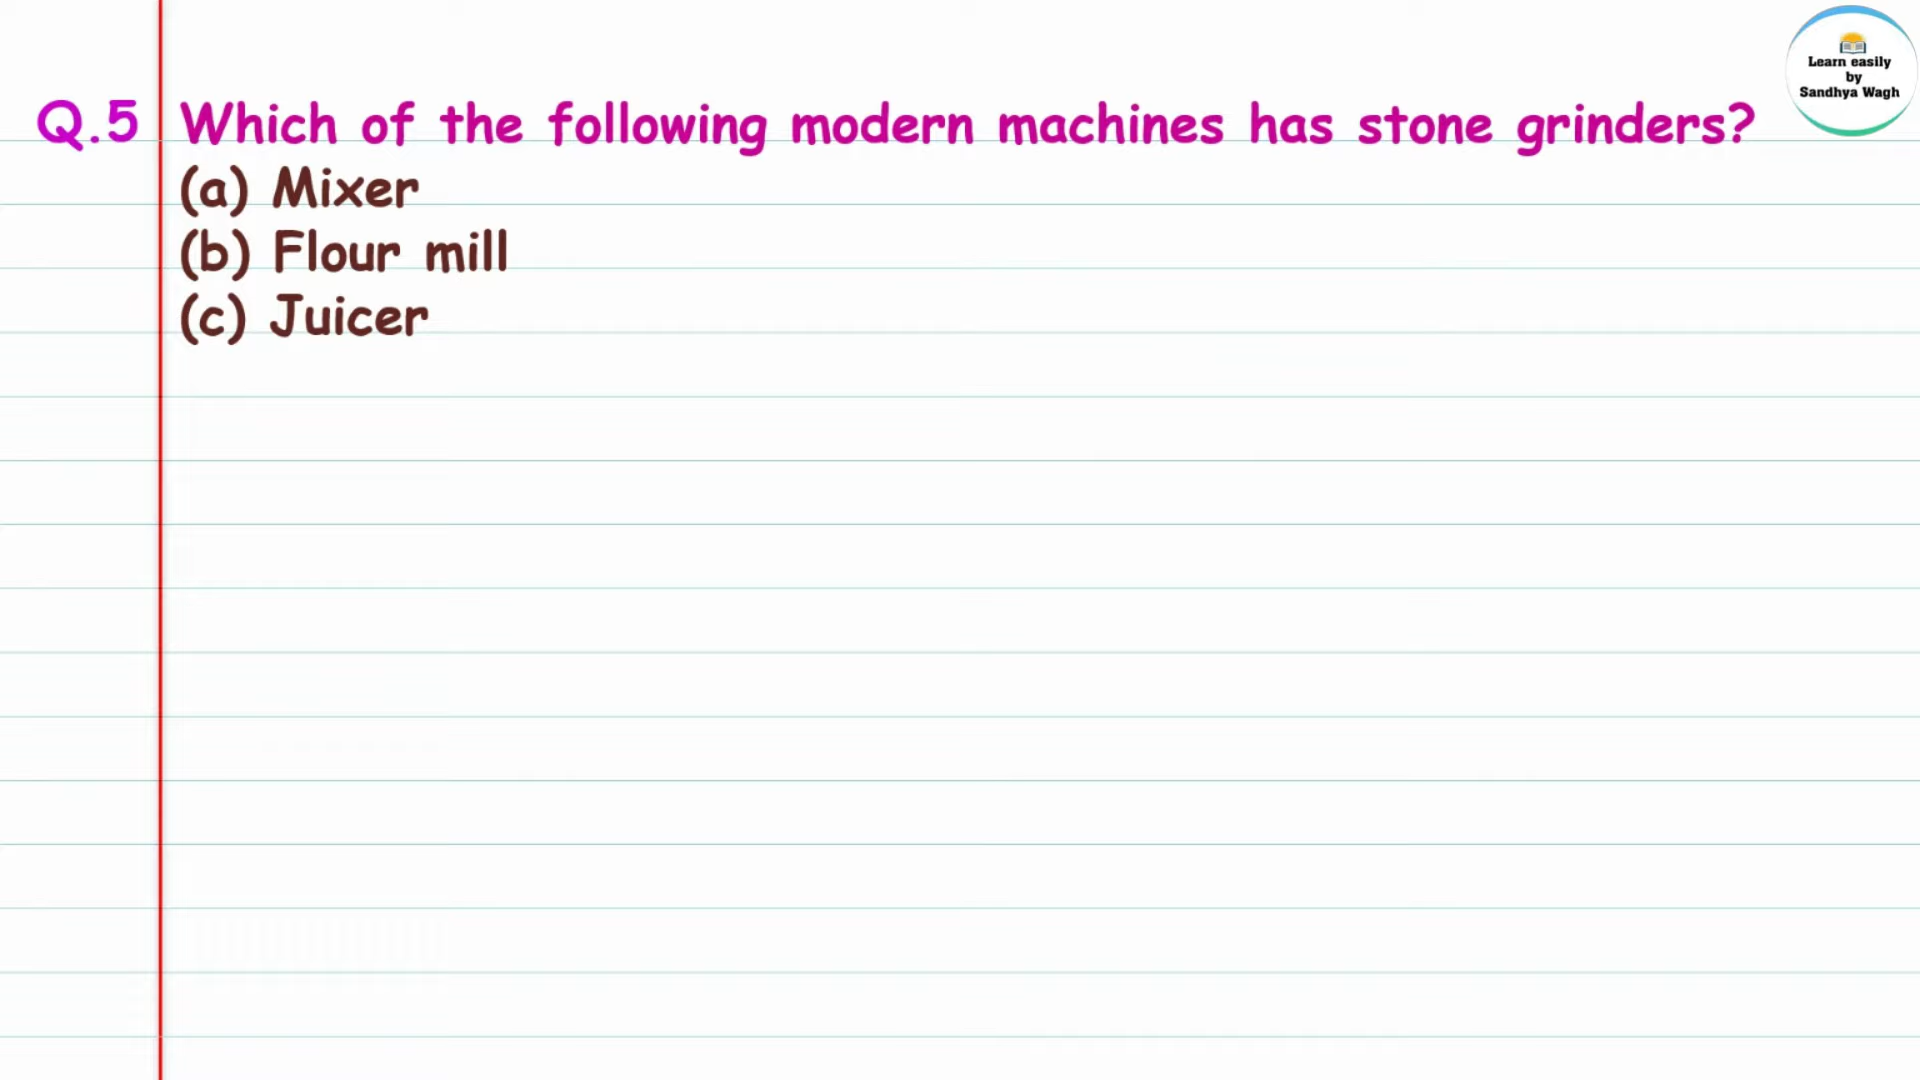 Learn easily
by
Sandhya Wagh
Q.5 Which of the following modern machines has stone grinders?
(a) Mixer
(b) Flour mill
(c) Juicer